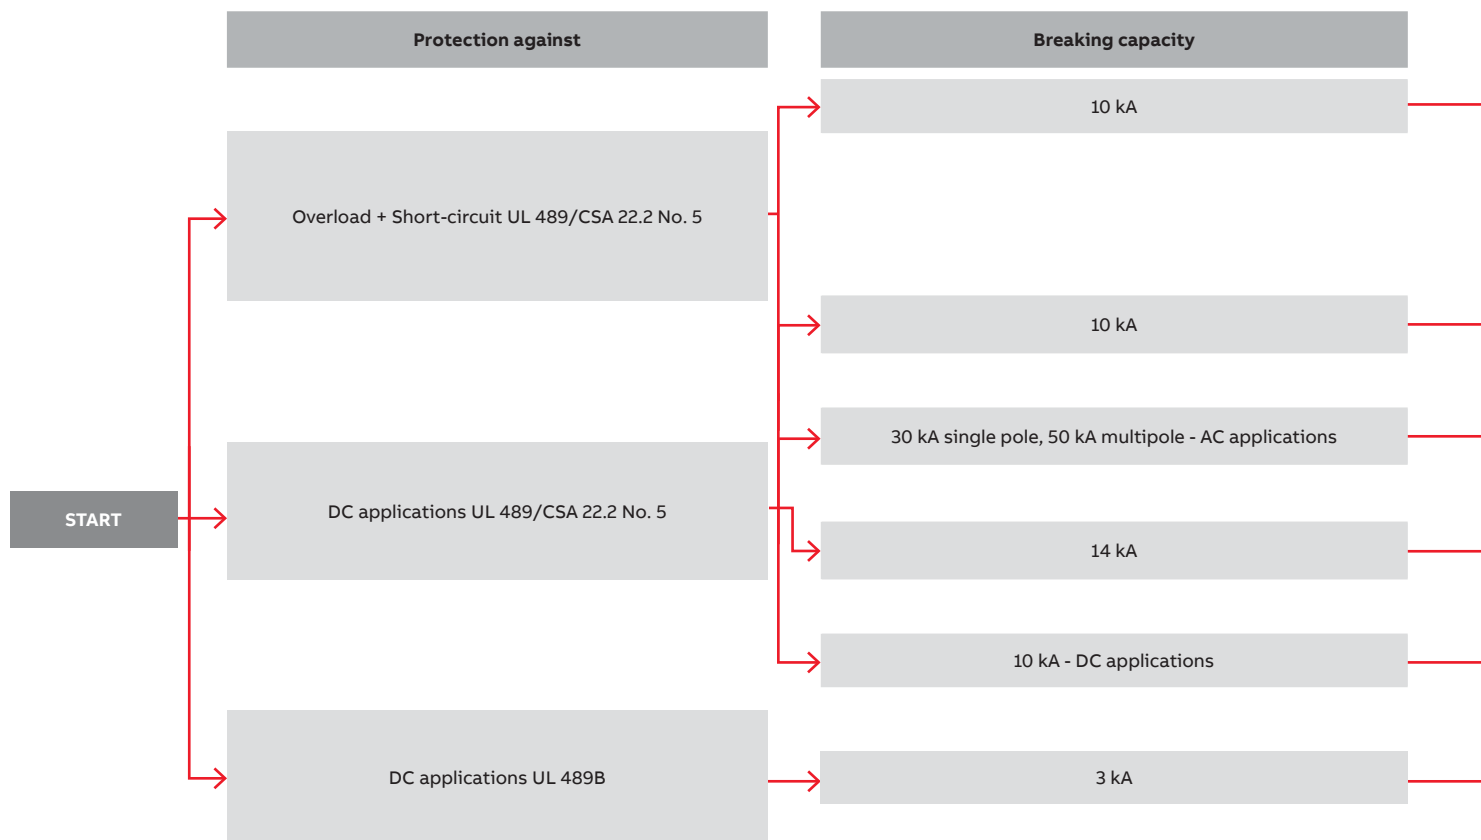 Protection against
Breaking capacity
10 kA
Overload + Short-circuit UL 489/CSA 22.2 No. 5
10 kA
30 kA single pole, 50 kA multipole - AC applications
START
DC applications UL 489/CSA 22.2 No. 5
14 kA
10 kA - DC applications
DC applications UL 489B
3 kA